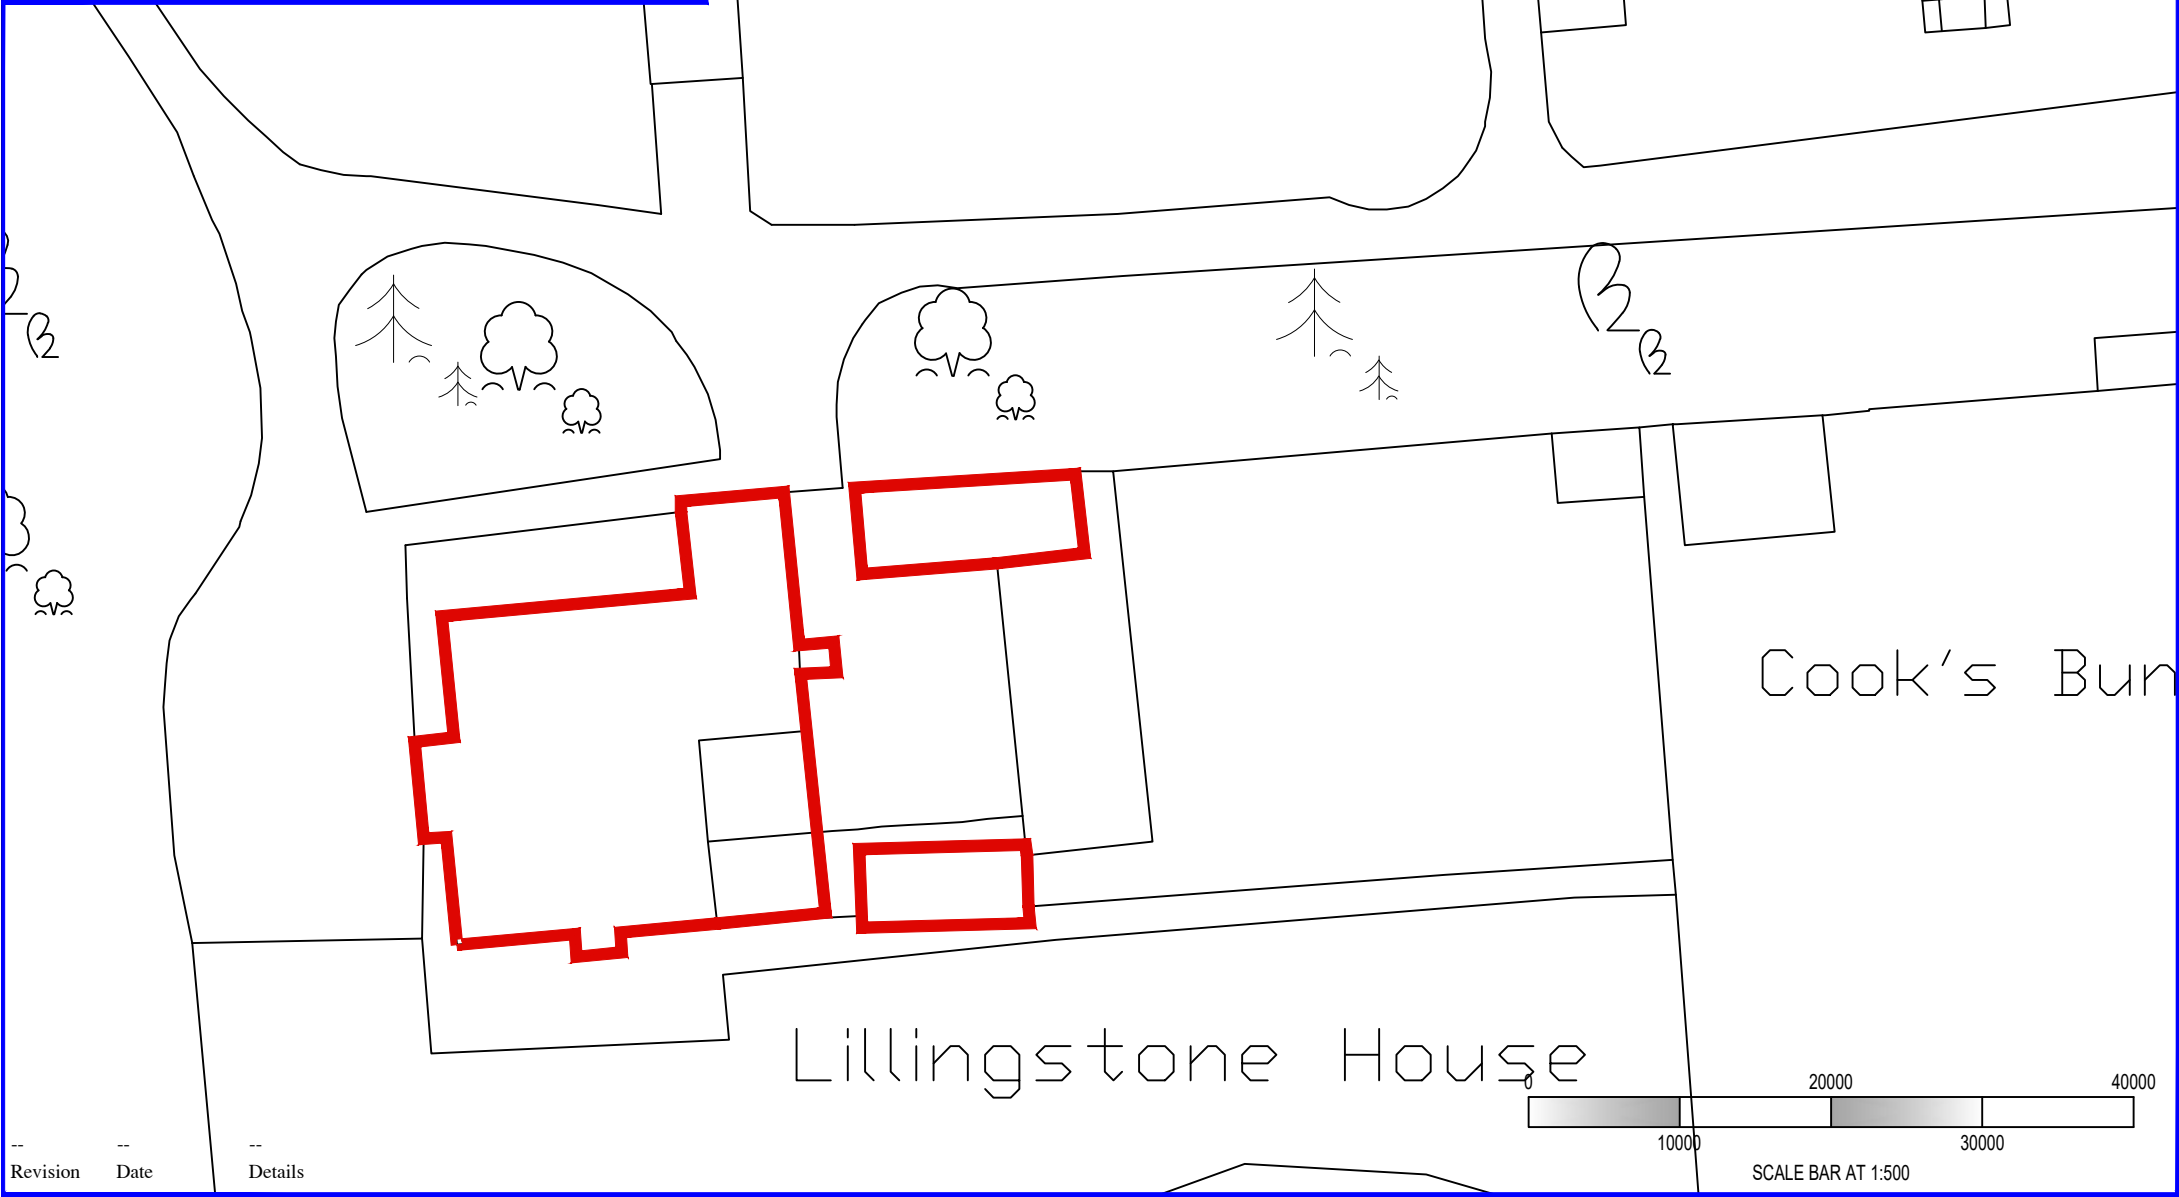 Cook's Bun
Lillingstone House
0 20000 40000
10000 30000
SCALE BAR AT 1:500
-- -- --
Revision Date Details